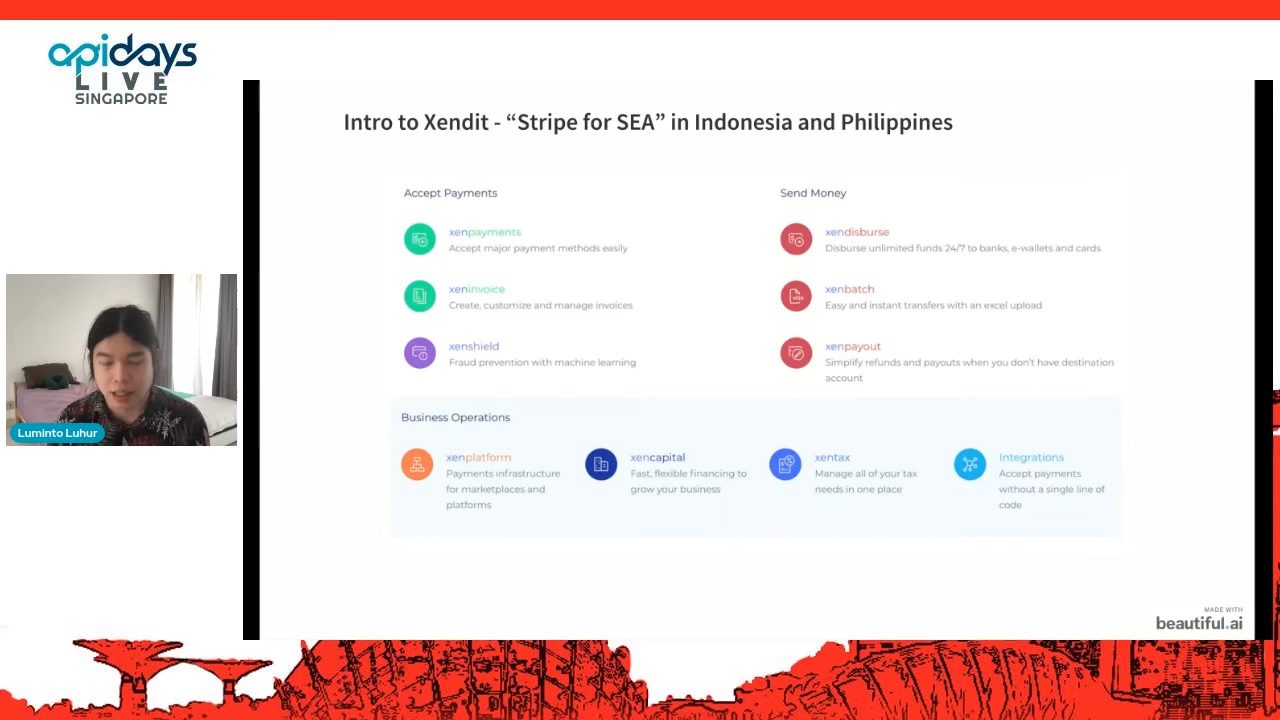 apidays
LIVE
SINGAPORE
Intro to Xendit - “Stripe for SEA” in Indonesia and Philippines
Accept Payments
xenpayments
Accept major payment methods easily
xeninvoice
Create, customize and manage invoices
xenshield
Fraud prevention with machine learning
Send Money
xendisburse
Disburse unlimited funds 24/7 to banks, e-wallets and cards
xenbatch
Easy and instant transfers with an excel upload
xenpayout
Simplify refunds and payouts when you don’t have destination
account
Business Operations
xenplatform
Payments infrastructure
for marketplaces and
platforms
xencapital
Fast, flexible financing to
grow your business
xentax
Manage all of your tax
needs in one place
Integrations
Accept payments
without a single line of
code
Luminto Luhur
MADE WITH
beautiful.ai